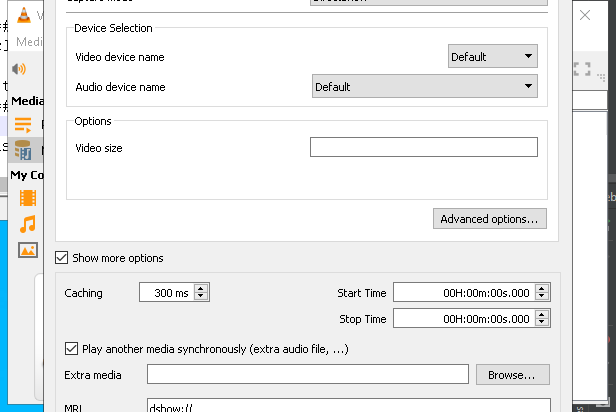 Device Selection
Video device name
Default
Audio device name
Default
Options
Video size
Advanced options...
Show more options
Caching
300 ms
Start Time
00H:00m:00s.000
Stop Time
00H:00m:00s.000
Play another media synchronously (extra audio file, ...)
Extra media
Browse...
MRL
dshow://
Media
My Co